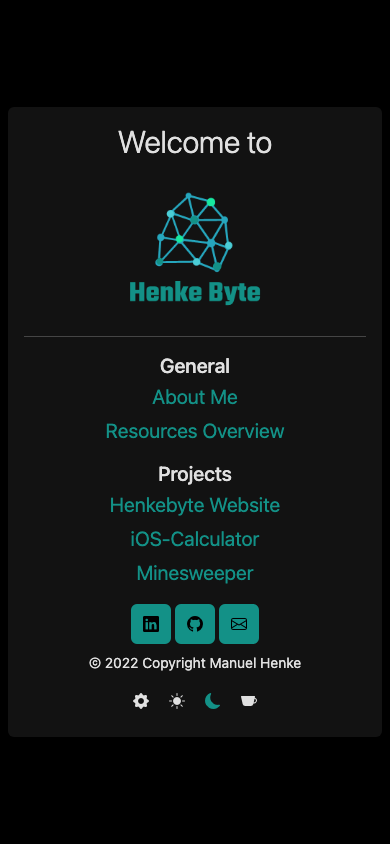 Welcome to
Henke Byte
General
About Me
Resources Overview
Projects
Henkebyte Website
iOS-Calculator
Minesweeper
in
© 2022 Copyright Manuel Henke